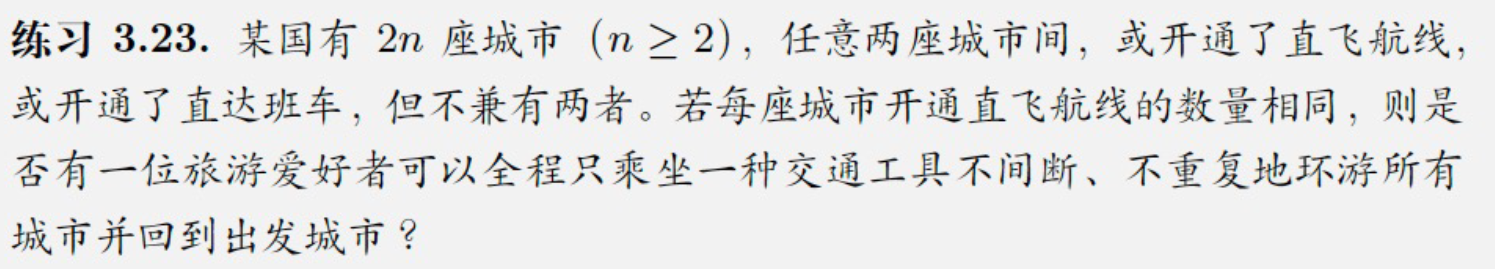 练习 3.23. 某国有 2n 座城市（n ≥ 2），任意两座城市间，或开通了直飞航线，
或开通了直达班车，但不兼有两者。若每座城市开通直飞航线的数量相同，则是
否有一位旅游爱好者可以全程只乘坐一种交通工具不间断、不重复地环游所有
城市并回到出发城市？